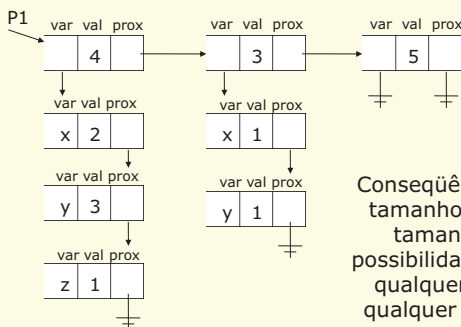 P1
var val prox var val prox var val prox
4 3 5
var val prox var val prox
x 2 x 1
var val prox var val prox
y 3 y 1
var val prox
z 1
Conseqüê
tamanho
taman
possibilida
qualquer
qualquer